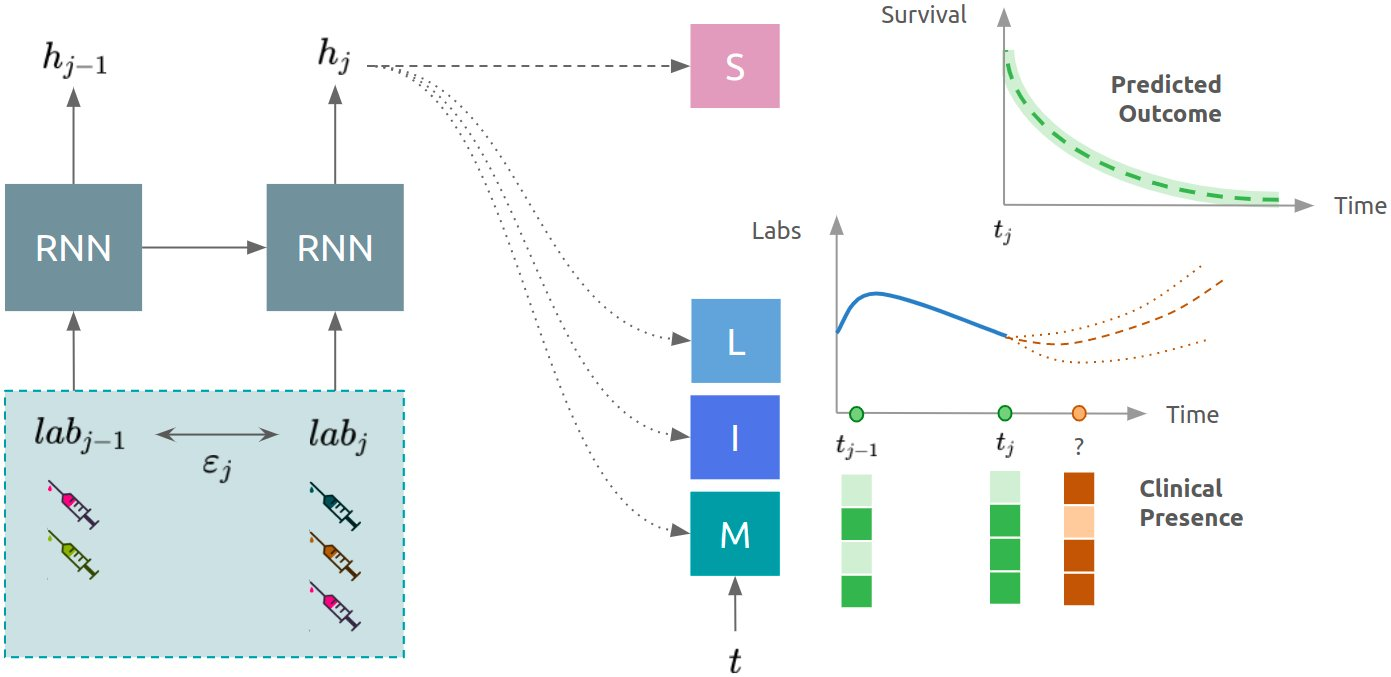 h_{j-1}
h_j
RNN
RNN
lab_{j-1}
lab_j
ε_j
S
L
I
M
t
Survival
Predicted
Outcome
Time
t_j
Labs
Time
t_{j-1}
t_j
?
Clinical
Presence